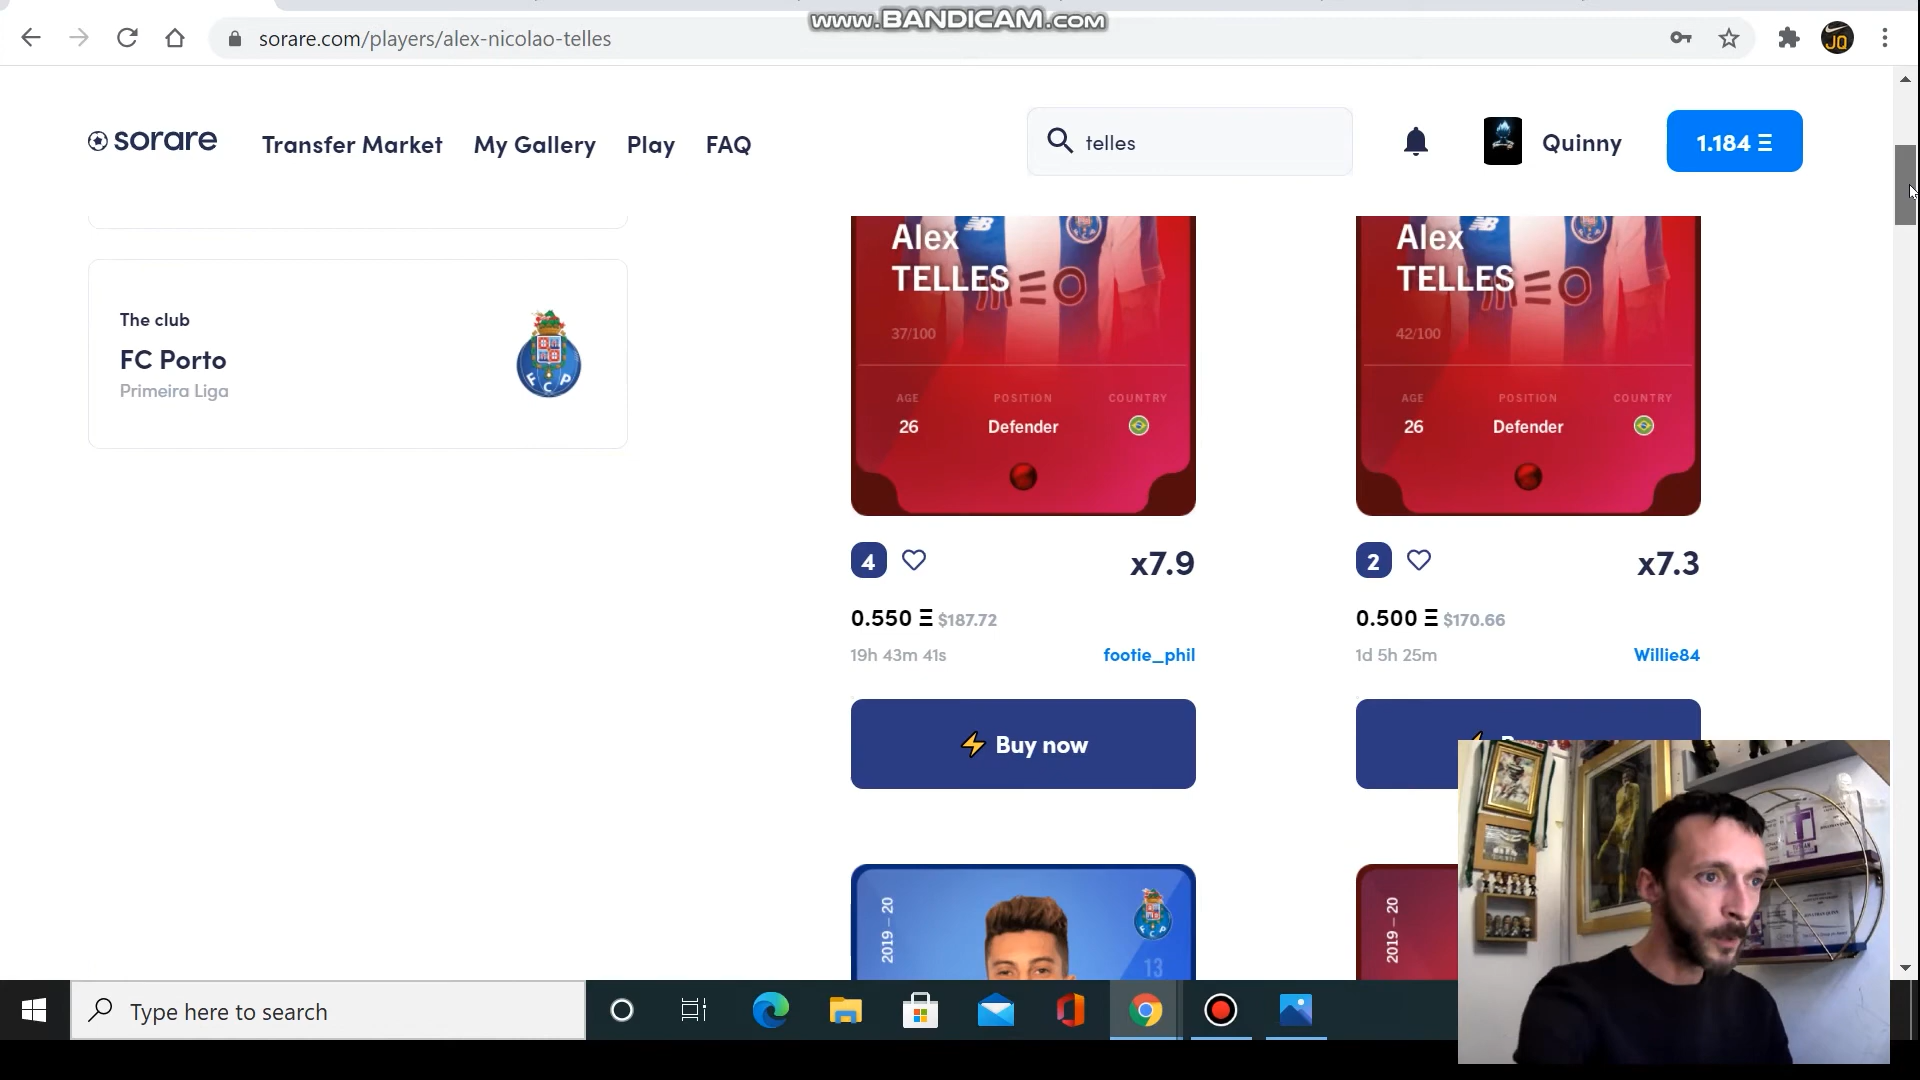 www.BANDICAM.com
sorare.com/players/alex-nicolao-telles
JQ
sorare
Transfer Market
My Gallery
Play
FAQ
telles
Quinny
1.184 Ξ
The club
FC Porto
Primeira Liga
Alex
TELLES
37/100
AGE
POSITION
COUNTRY
26
Defender
4
x7.9
0.550 Ξ $187.72
19h 43m 41s
footie_phil
Buy now
Alex
TELLES
42/100
AGE
POSITION
COUNTRY
26
Defender
2
x7.3
0.500 Ξ $170.66
1d 5h 25m
Willie84
2019 – 20
13
2019 – 20
Type here to search